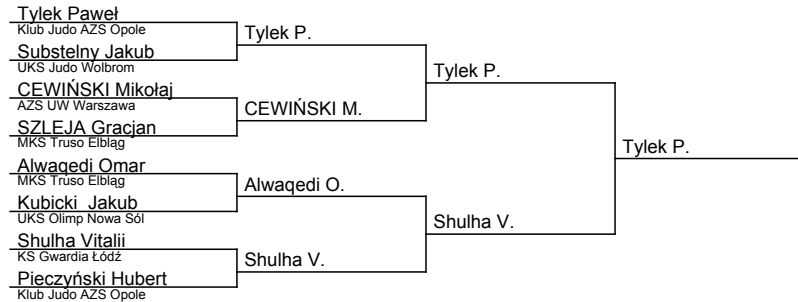 Tylek Paweł
Klub Judo AZS Opole
Substelny Jakub
UKS Judo Wolbrom
CEWIŃSKI Mikołaj
AZS UW Warszawa
SZLEJA Gracjan
MKS Truso Elbląg
Alwaqedi Omar
MKS Truso Elbląg
Kubicki  Jakub
UKS Olimp Nowa Sól
Shulha Vitalii
KS Gwardia Łódź
Pieczyński Hubert
Klub Judo AZS Opole
Tylek P.
CEWIŃSKI M.
Alwaqedi O.
Shulha V.
Tylek P.
Shulha V.
Tylek P.